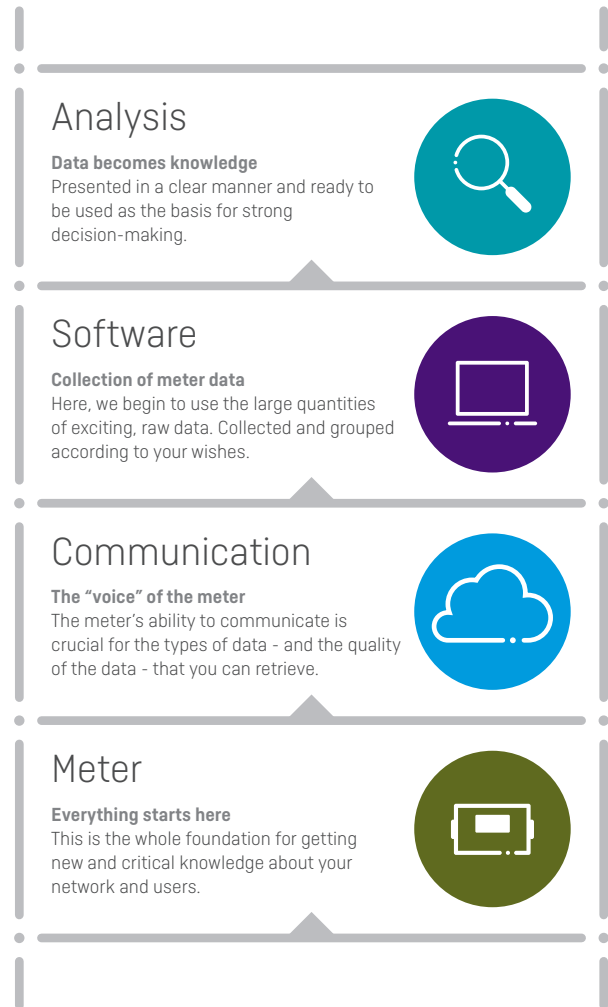 Analysis
Data becomes knowledge
Presented in a clear manner and ready to
be used as the basis for strong
decision-making.
Software
Collection of meter data
Here, we begin to use the large quantities
of exciting, raw data. Collected and grouped
according to your wishes.
Communication
The “voice” of the meter
The meter’s ability to communicate is
crucial for the types of data - and the quality
of the data - that you can retrieve.
Meter
Everything starts here
This is the whole foundation for getting
new and critical knowledge about your
network and users.